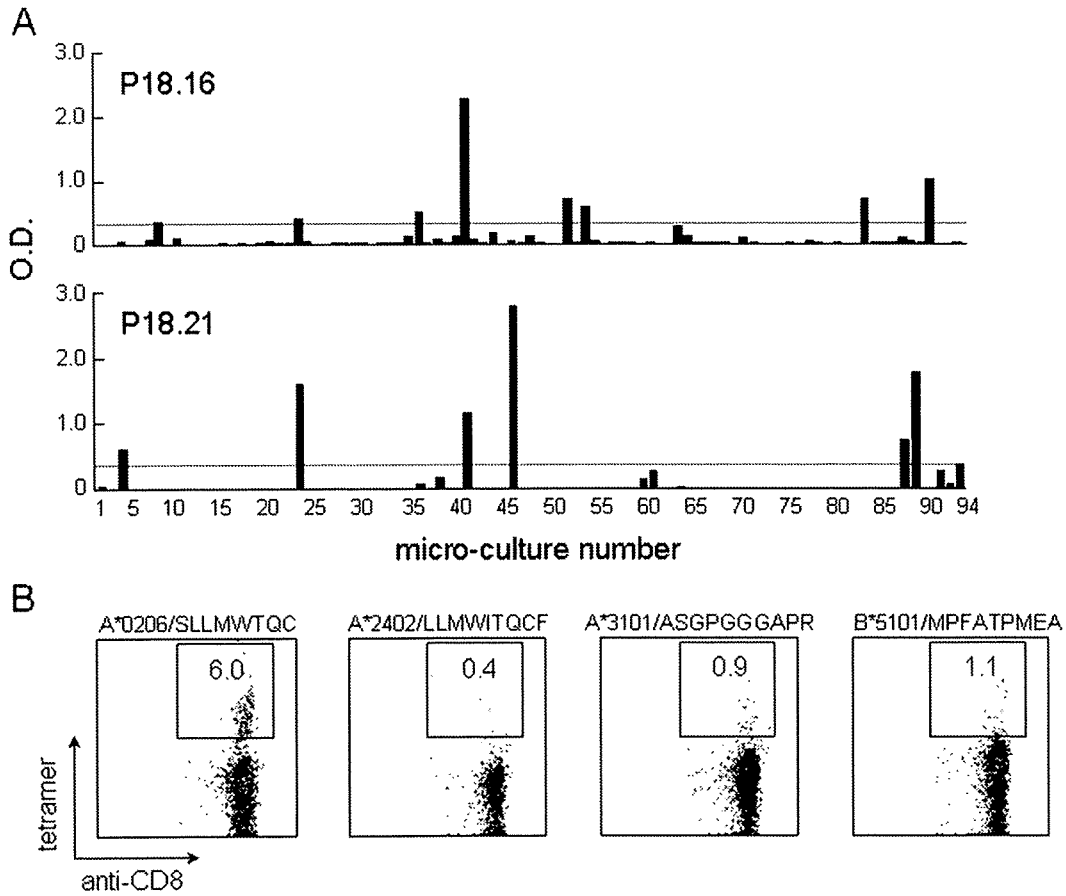 A
3.0
P18.16
2.0
1.0
0
O.D.
3.0
P18.21
2.0
1.0
0
1 5 10 15 20 25 30 35 40 45 50 55 60 65 70 75 80 85 90 94
micro-culture number
B
A*0206/SLLMWTQC A*2402/LLMWITQCF A*3101/ASGPGGGAPR B*5101/MPFATPMEA
6.0 0.4 0.9 1.1
tetramer
anti-CD8